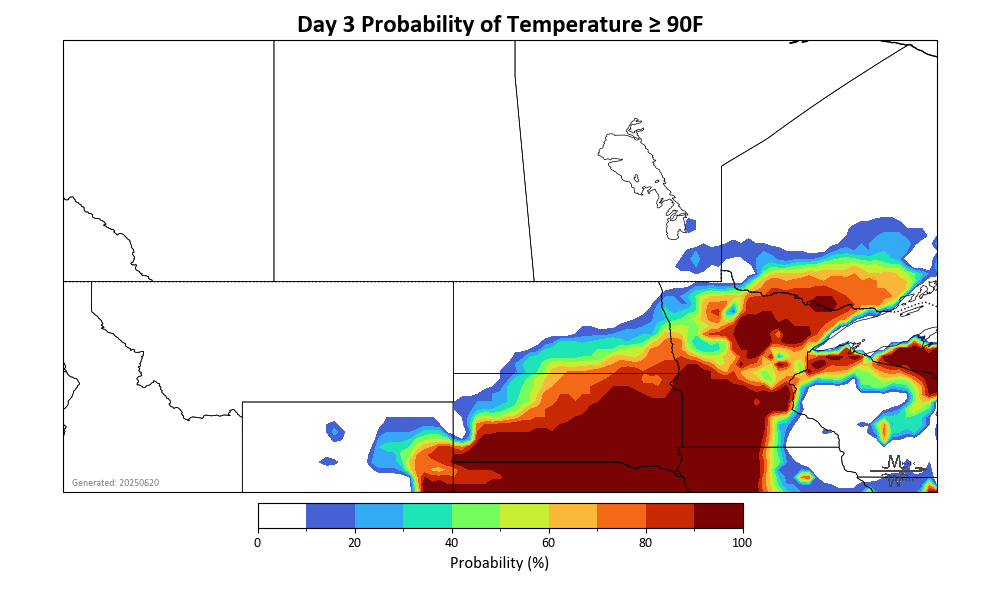 Day 3 Probability of Temperature ≥ 90F
Generated: 20250620
0 20 40 60 80 100
Probability (%)